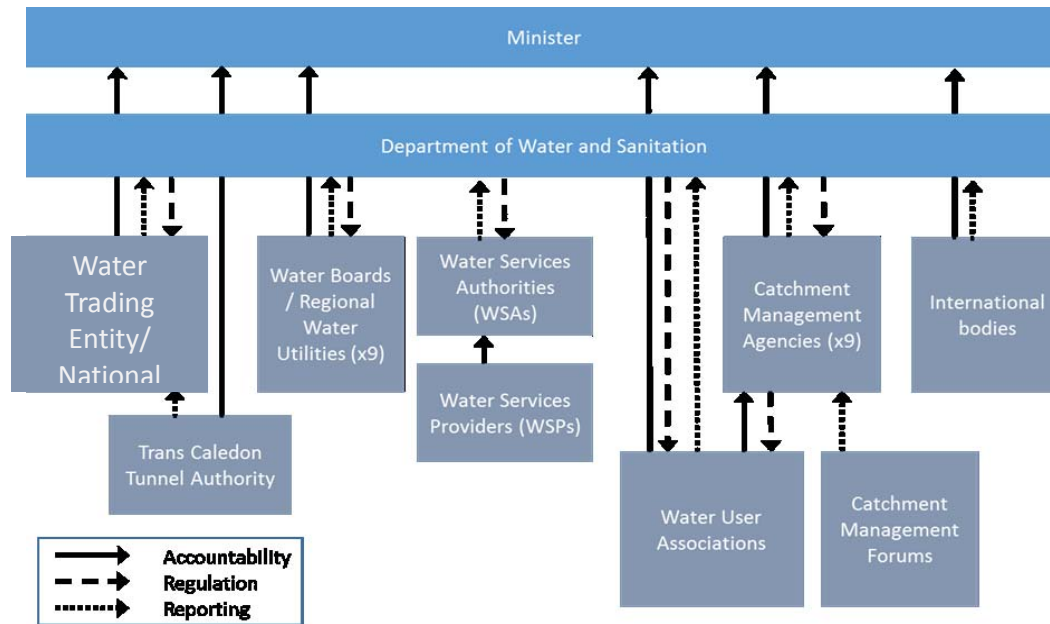 Minister
Department of Water and Sanitation
Water
Trading
Entity/
National
Water Boards
/ Regional
Water
Utilities (x9)
Water Services
Authorities
(WSAs)
Water Services
Providers (WSPs)
Catchment
Management
Agencies (x9)
International
bodies
Trans Caledon
Tunnel Authority
Water User
Associations
Catchment
Management
Forums
Accountability
Regulation
Reporting